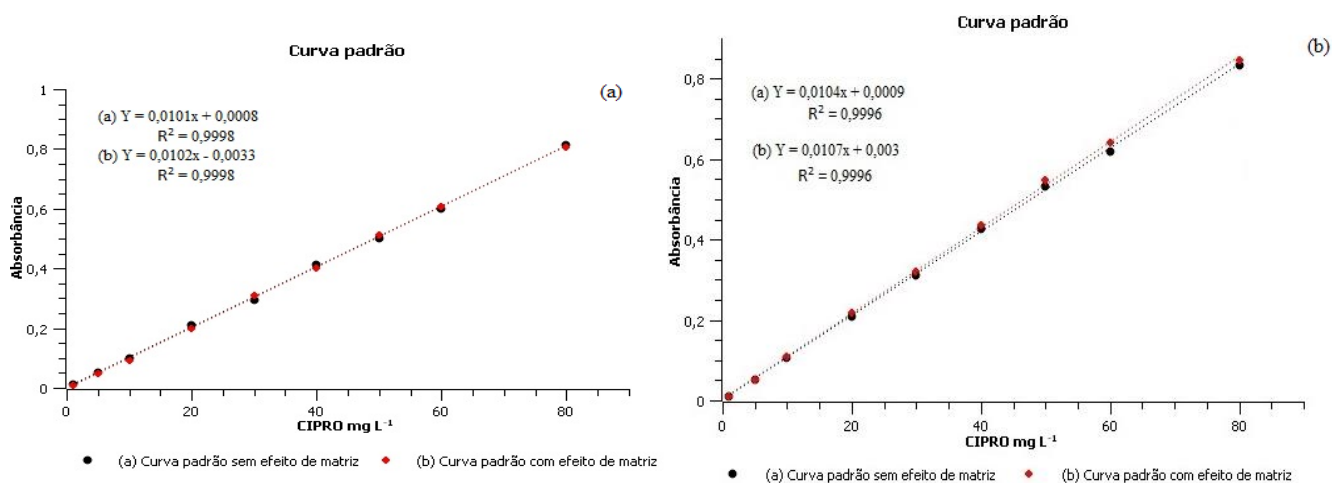 Curva padrão
(a)
(a) Y = 0,0101x + 0,0008
R² = 0,9998
(b) Y = 0,0102x - 0,0033
R² = 0,9998
Absorbância
1
0,8
0,6
0,4
0,2
0
0 20 40 60 80
CIPRO mg L⁻¹
(a) Curva padrão sem efeito de matriz (b) Curva padrão com efeito de matriz
Curva padrão
(b)
(a) Y = 0,0104x + 0,0009
R² = 0,9996
(b) Y = 0,0107x + 0,003
R² = 0,9996
Absorbância
0,8
0,6
0,4
0,2
0
0 20 40 60 80
CIPRO mg L⁻¹
(a) Curva padrão sem efeito de matriz (b) Curva padrão com efeito de matriz